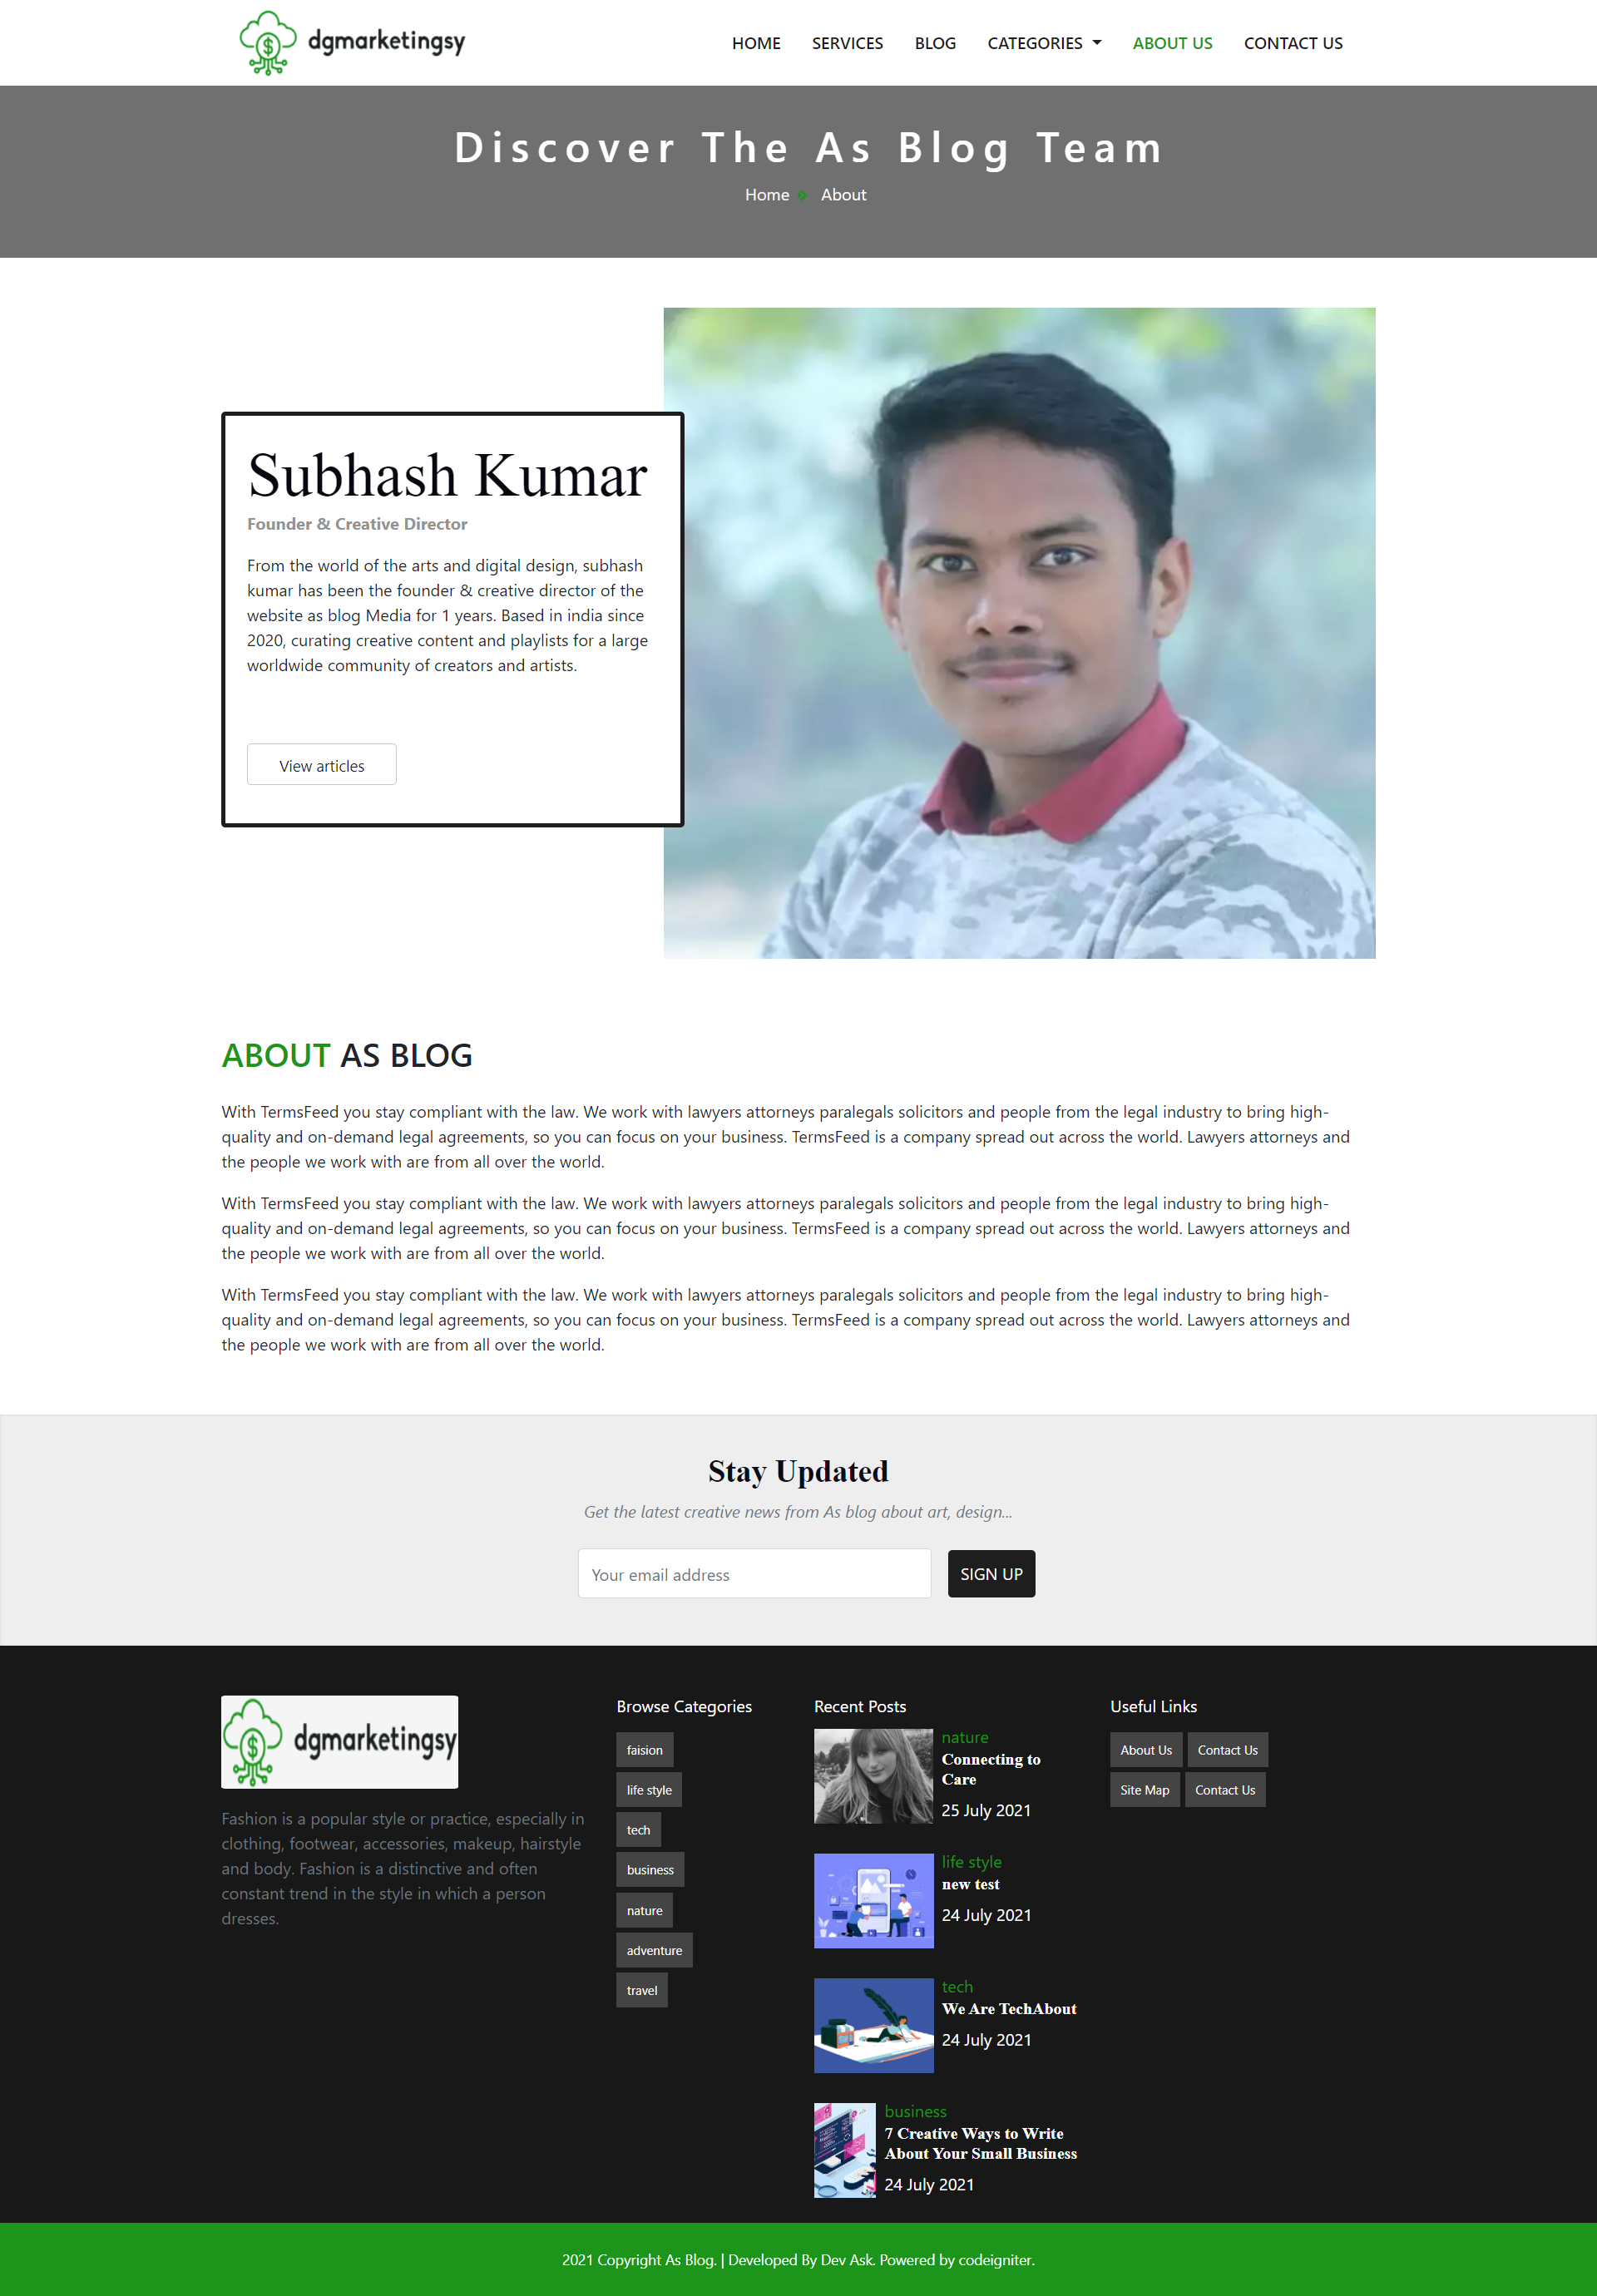 dgmarketingsy
HOME SERVICES BLOG CATEGORIES ABOUT US CONTACT US
Discover The As Blog Team
Home About
Subhash Kumar
Founder & Creative Director
From the world of the arts and digital design, subhash
kumar has been the founder & creative director of the
website as blog Media for 1 years. Based in india since
2020, curating creative content and playlists for a large
worldwide community of creators and artists.
View articles
ABOUT AS BLOG
With TermsFeed you stay compliant with the law. We work with lawyers attorneys paralegals solicitors and people from the legal industry to bring high-
quality and on-demand legal agreements, so you can focus on your business. TermsFeed is a company spread out across the world. Lawyers attorneys and
the people we work with are from all over the world.
With TermsFeed you stay compliant with the law. We work with lawyers attorneys paralegals solicitors and people from the legal industry to bring high-
quality and on-demand legal agreements, so you can focus on your business. TermsFeed is a company spread out across the world. Lawyers attorneys and
the people we work with are from all over the world.
With TermsFeed you stay compliant with the law. We work with lawyers attorneys paralegals solicitors and people from the legal industry to bring high-
quality and on-demand legal agreements, so you can focus on your business. TermsFeed is a company spread out across the world. Lawyers attorneys and
the people we work with are from all over the world.
Stay Updated
Get the latest creative news from As blog about art, design...
Your email address
SIGN UP
dgmarketingsy
Fashion is a popular style or practice, especially in
clothing, footwear, accessories, makeup, hairstyle
and body. Fashion is a distinctive and often
constant trend in the style in which a person
dresses.
Browse Categories
faision
life style
tech
business
nature
adventure
travel
Recent Posts
nature
Connecting to
Care
25 July 2021
life style
new test
24 July 2021
tech
We Are TechAbout
24 July 2021
business
7 Creative Ways to Write
About Your Small Business
24 July 2021
Useful Links
About Us Contact Us
Site Map Contact Us
2021 Copyright As Blog. | Developed By Dev Ask. Powered by codeigniter.